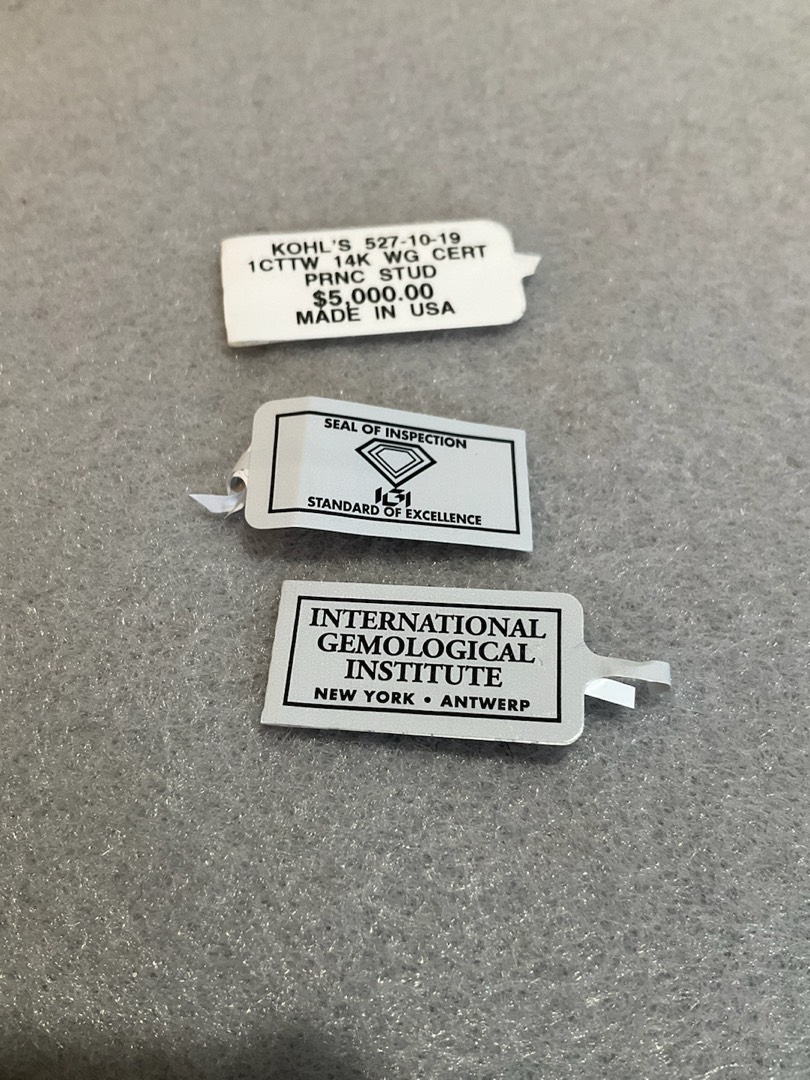 KOHL'S 527-10-19
1CTTW 14K WG CERT
PRNC STUD
$5,000.00
MADE IN USA
SEAL OF INSPECTION
IGI
STANDARD OF EXCELLENCE
INTERNATIONAL
GEMOLOGICAL
INSTITUTE
NEW YORK • ANTWERP